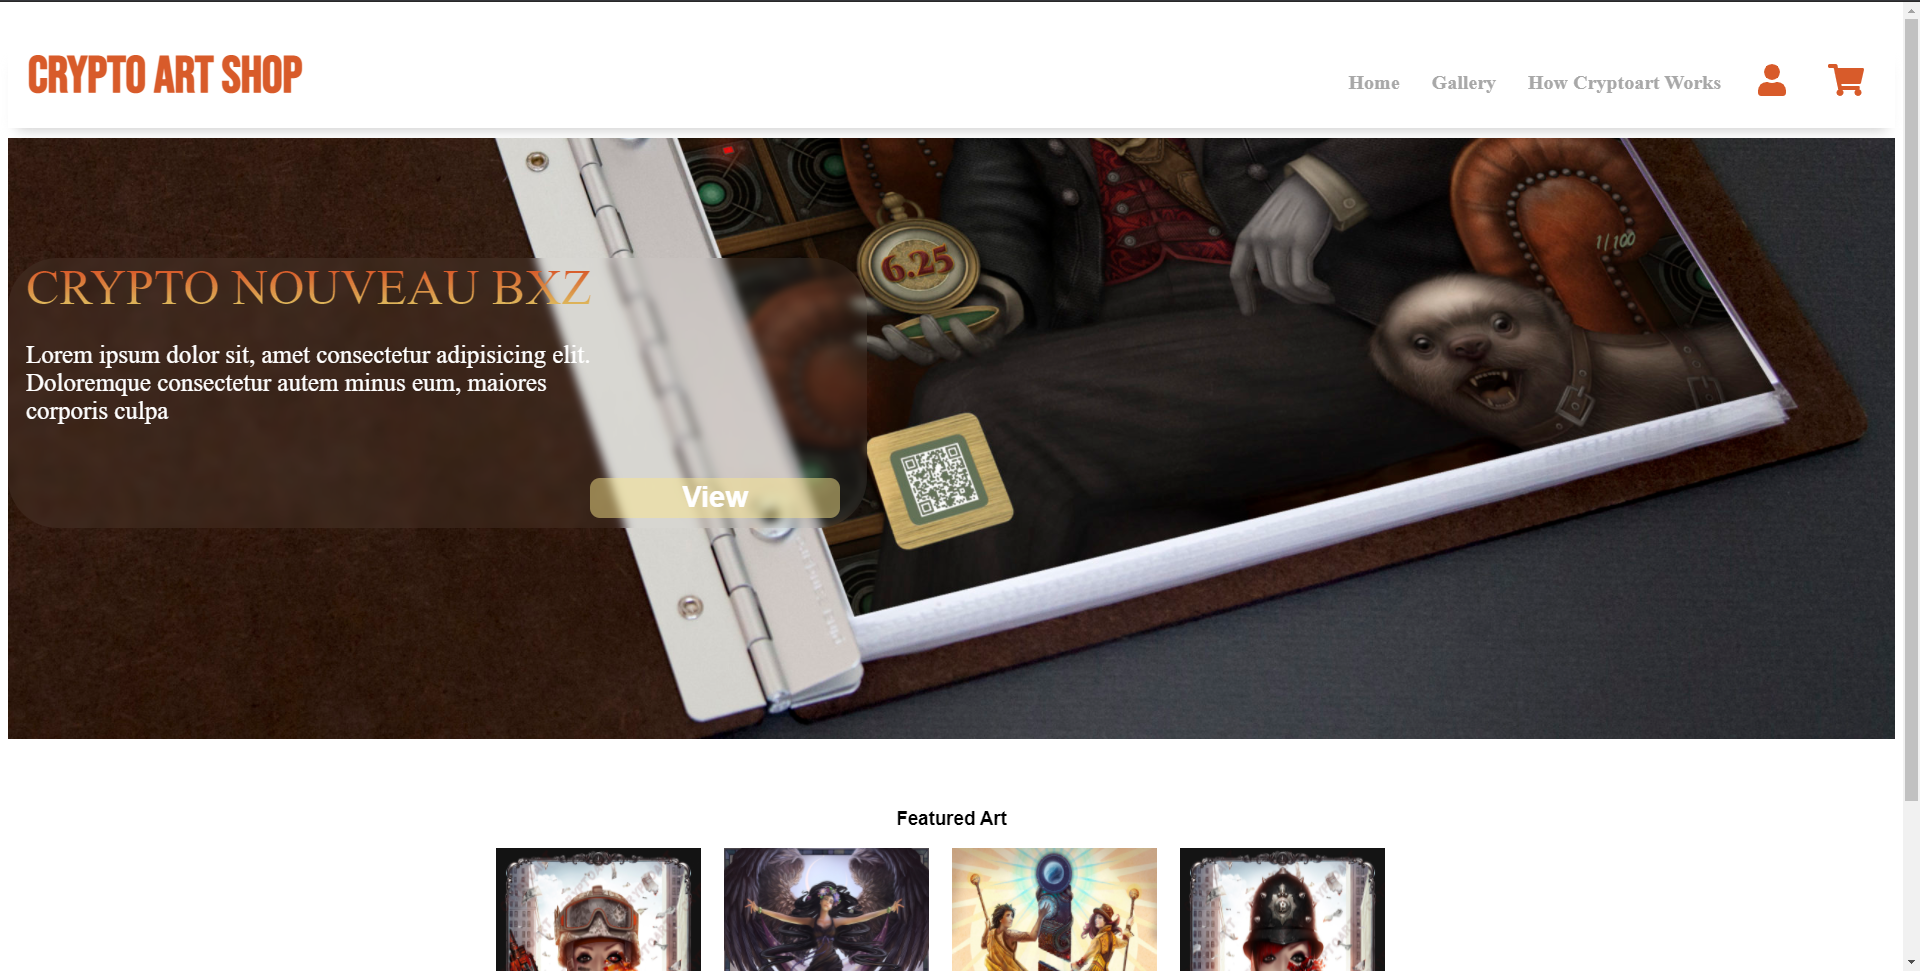 CRYPTO ART SHOP
Home Gallery How Cryptoart Works
1/100
6.25
CRYPTO NOUVEAU BXZ
Lorem ipsum dolor sit, amet consectetur adipisicing elit.
Doloremque consectetur autem minus eum, maiores
corporis culpa
View
Featured Art